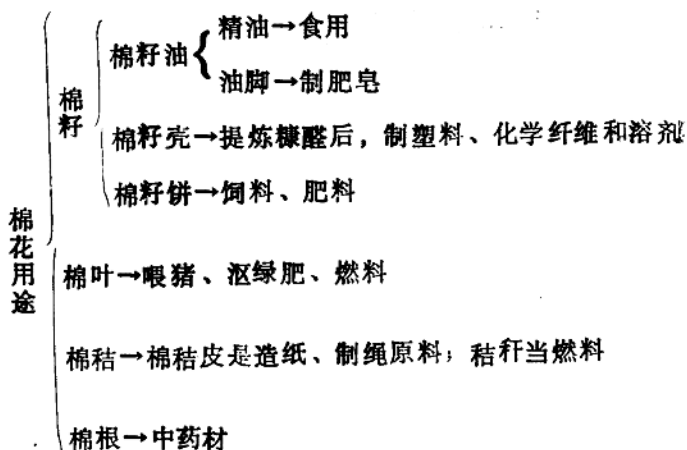 棉花用途
棉籽
棉籽油
精油→食用
油脚→制肥皂
棉籽壳→提炼糠醛后，制塑料、化学纤维和溶剂
棉籽饼→饲料、肥料
棉叶→喂猪、沤绿肥、燃料
棉秸→棉秸皮是造纸、制绳原料；秸秆当燃料
棉根→中药材